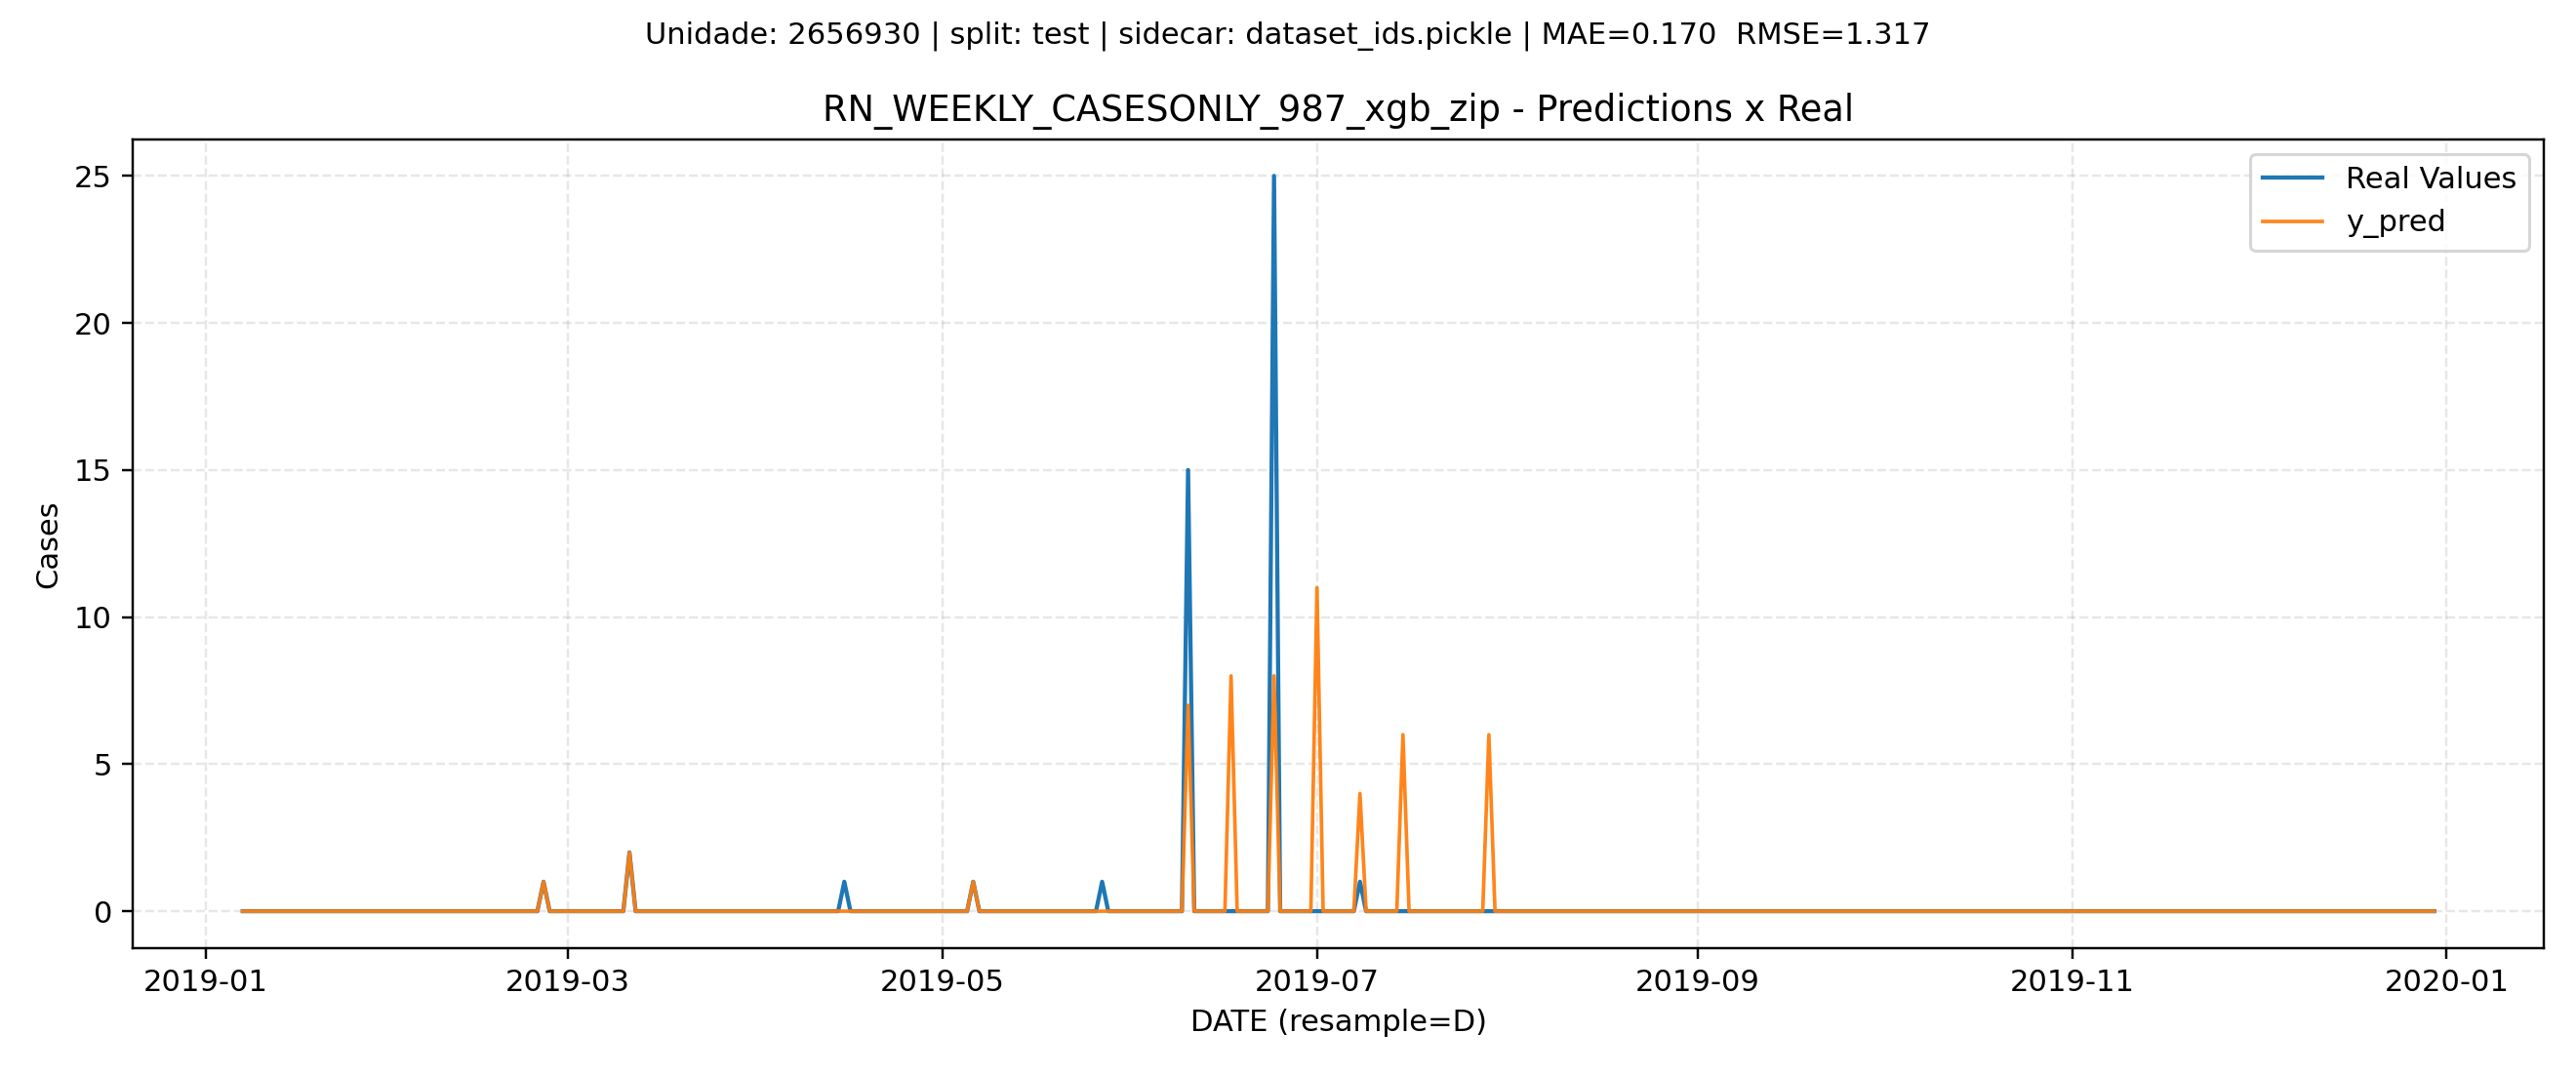 Unidade: 2656930 | split: test | sidecar: dataset_ids.pickle | MAE=0.170  RMSE=1.317
RN_WEEKLY_CASESONLY_987_xgb_zip - Predictions x Real
Real Values
y_pred
25
20
15
10
5
0
Cases
2019-01 2019-03 2019-05 2019-07 2019-09 2019-11 2020-01
DATE (resample=D)